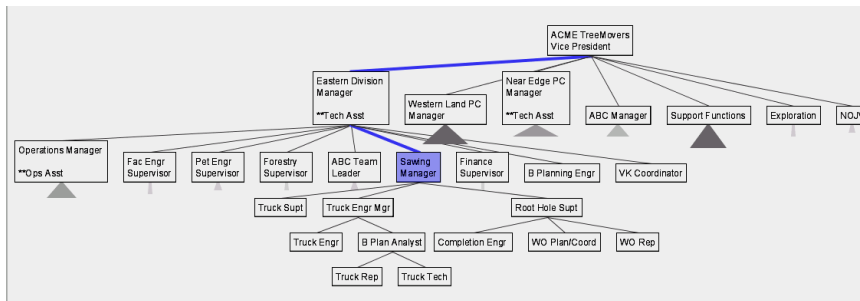 ACME TreeMovers
Vice President
Eastern Division
Manager
**Tech Asst
Western Land PC
Manager
Near Edge PC
Manager
**Tech Asst
ABC Manager
Support Functions
Exploration
Operations Manager
**Ops Asst
Fac Engr
Supervisor
Pet Engr
Supervisor
Forestry
Supervisor
ABC Team
Leader
Sawing
Manager
Finance
Supervisor
B Planning Engr
VK Coordinator
Truck Supt
Truck Engr Mgr
Root Hole Supt
Truck Engr
B Plan Analyst
Completion Engr
WO Plan/Coord
WO Rep
Truck Rep
Truck Tech